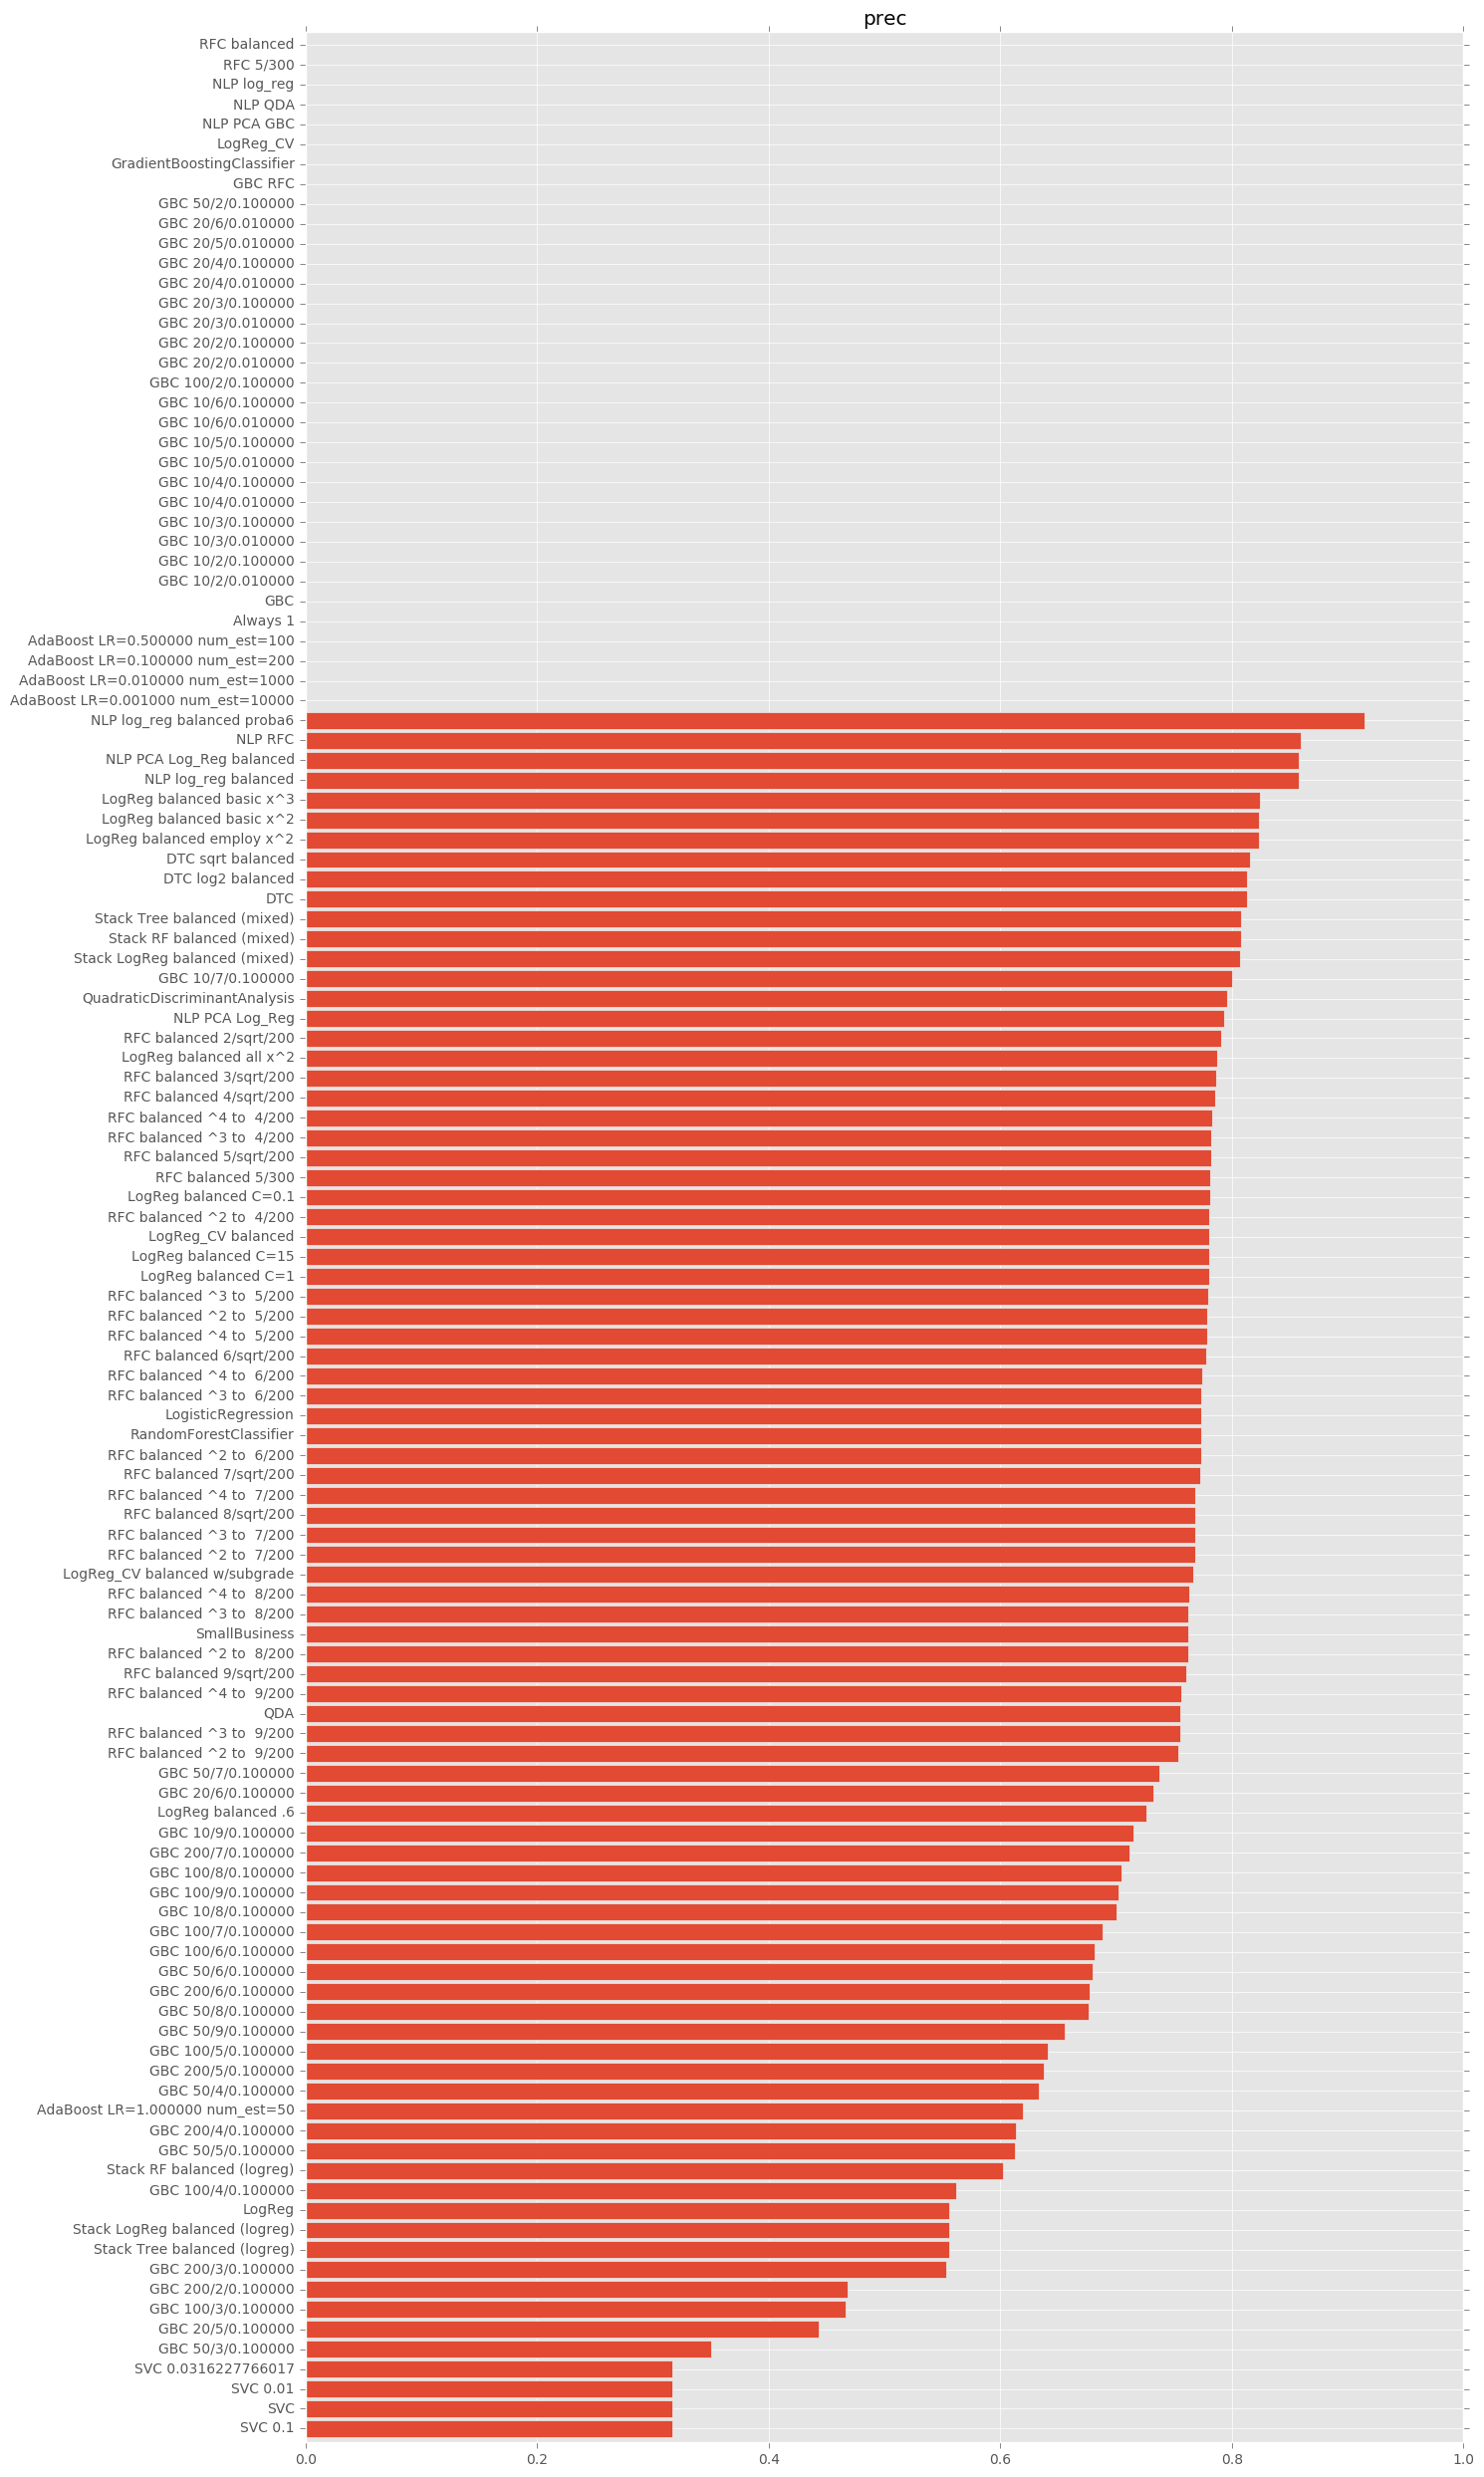 prec
RFC balanced
RFC 5/300
NLP log_reg
NLP QDA
NLP PCA GBC
LogReg_CV
GradientBoostingClassifier
GBC RFC
GBC 50/2/0.100000
GBC 20/6/0.010000
GBC 20/5/0.010000
GBC 20/4/0.100000
GBC 20/4/0.010000
GBC 20/3/0.100000
GBC 20/3/0.010000
GBC 20/2/0.100000
GBC 20/2/0.010000
GBC 100/2/0.100000
GBC 10/6/0.100000
GBC 10/6/0.010000
GBC 10/5/0.100000
GBC 10/5/0.010000
GBC 10/4/0.100000
GBC 10/4/0.010000
GBC 10/3/0.100000
GBC 10/3/0.010000
GBC 10/2/0.100000
GBC 10/2/0.010000
GBC
Always 1
AdaBoost LR=0.500000 num_est=100
AdaBoost LR=0.100000 num_est=200
AdaBoost LR=0.010000 num_est=1000
AdaBoost LR=0.001000 num_est=10000
NLP log_reg balanced proba6
NLP RFC
NLP PCA Log_Reg balanced
NLP log_reg balanced
LogReg balanced basic x^3
LogReg balanced basic x^2
LogReg balanced employ x^2
DTC sqrt balanced
DTC log2 balanced
DTC
Stack Tree balanced (mixed)
Stack RF balanced (mixed)
Stack LogReg balanced (mixed)
GBC 10/7/0.100000
QuadraticDiscriminantAnalysis
NLP PCA Log_Reg
RFC balanced 2/sqrt/200
LogReg balanced all x^2
RFC balanced 3/sqrt/200
RFC balanced 4/sqrt/200
RFC balanced ^4 to  4/200
RFC balanced ^3 to  4/200
RFC balanced 5/sqrt/200
RFC balanced 5/300
LogReg balanced C=0.1
RFC balanced ^2 to  4/200
LogReg_CV balanced
LogReg balanced C=15
LogReg balanced C=1
RFC balanced ^3 to  5/200
RFC balanced ^2 to  5/200
RFC balanced ^4 to  5/200
RFC balanced 6/sqrt/200
RFC balanced ^4 to  6/200
RFC balanced ^3 to  6/200
LogisticRegression
RandomForestClassifier
RFC balanced ^2 to  6/200
RFC balanced 7/sqrt/200
RFC balanced ^4 to  7/200
RFC balanced 8/sqrt/200
RFC balanced ^3 to  7/200
RFC balanced ^2 to  7/200
LogReg_CV balanced w/subgrade
RFC balanced ^4 to  8/200
RFC balanced ^3 to  8/200
SmallBusiness
RFC balanced ^2 to  8/200
RFC balanced 9/sqrt/200
RFC balanced ^4 to  9/200
QDA
RFC balanced ^3 to  9/200
RFC balanced ^2 to  9/200
GBC 50/7/0.100000
GBC 20/6/0.100000
LogReg balanced .6
GBC 10/9/0.100000
GBC 200/7/0.100000
GBC 100/8/0.100000
GBC 100/9/0.100000
GBC 10/8/0.100000
GBC 100/7/0.100000
GBC 100/6/0.100000
GBC 50/6/0.100000
GBC 200/6/0.100000
GBC 50/8/0.100000
GBC 50/9/0.100000
GBC 100/5/0.100000
GBC 200/5/0.100000
GBC 50/4/0.100000
AdaBoost LR=1.000000 num_est=50
GBC 200/4/0.100000
GBC 50/5/0.100000
Stack RF balanced (logreg)
GBC 100/4/0.100000
LogReg
Stack LogReg balanced (logreg)
Stack Tree balanced (logreg)
GBC 200/3/0.100000
GBC 200/2/0.100000
GBC 100/3/0.100000
GBC 20/5/0.100000
GBC 50/3/0.100000
SVC 0.0316227766017
SVC 0.01
SVC
SVC 0.1
0.0 0.2 0.4 0.6 0.8 1.0